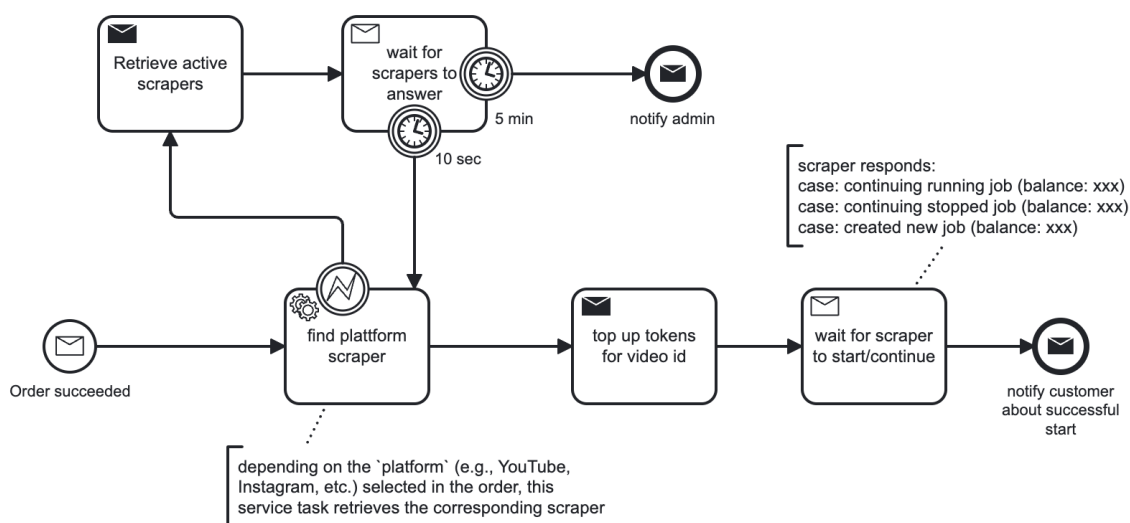 Retrieve active
scrapers
wait for
scrapers to
answer
5 min
10 sec
notify admin
scraper responds:
case: continuing running job (balance: xxx)
case: continuing stopped job (balance: xxx)
case: created new job (balance: xxx)
Order succeeded
find plattform
scraper
top up tokens
for video id
wait for scraper
to start/continue
notify customer
about successful
start
depending on the `platform` (e.g., YouTube,
Instagram, etc.) selected in the order, this
service task retrieves the corresponding scraper